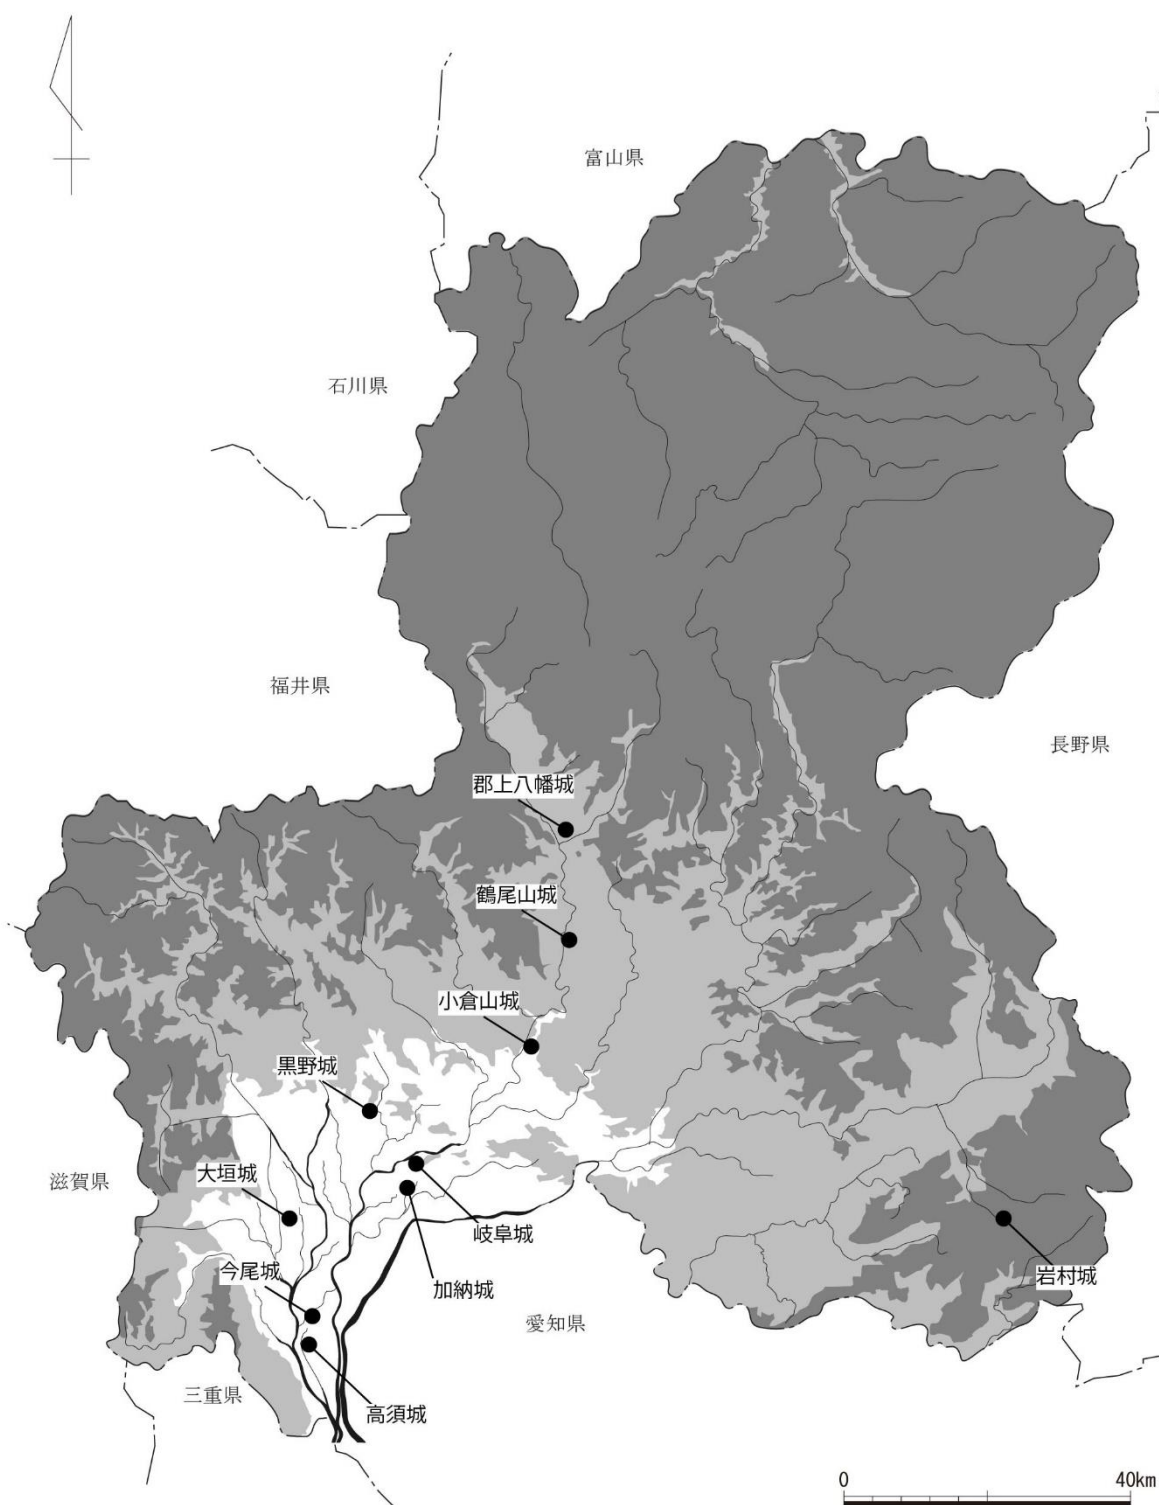 富山県
石川県
福井県
長野県
郡上八幡城
鶴尾山城
小倉山城
黒野城
滋賀県
大垣城
岐阜城
今尾城
加納城
岩村城
愛知県
三重県
高須城
0 40km